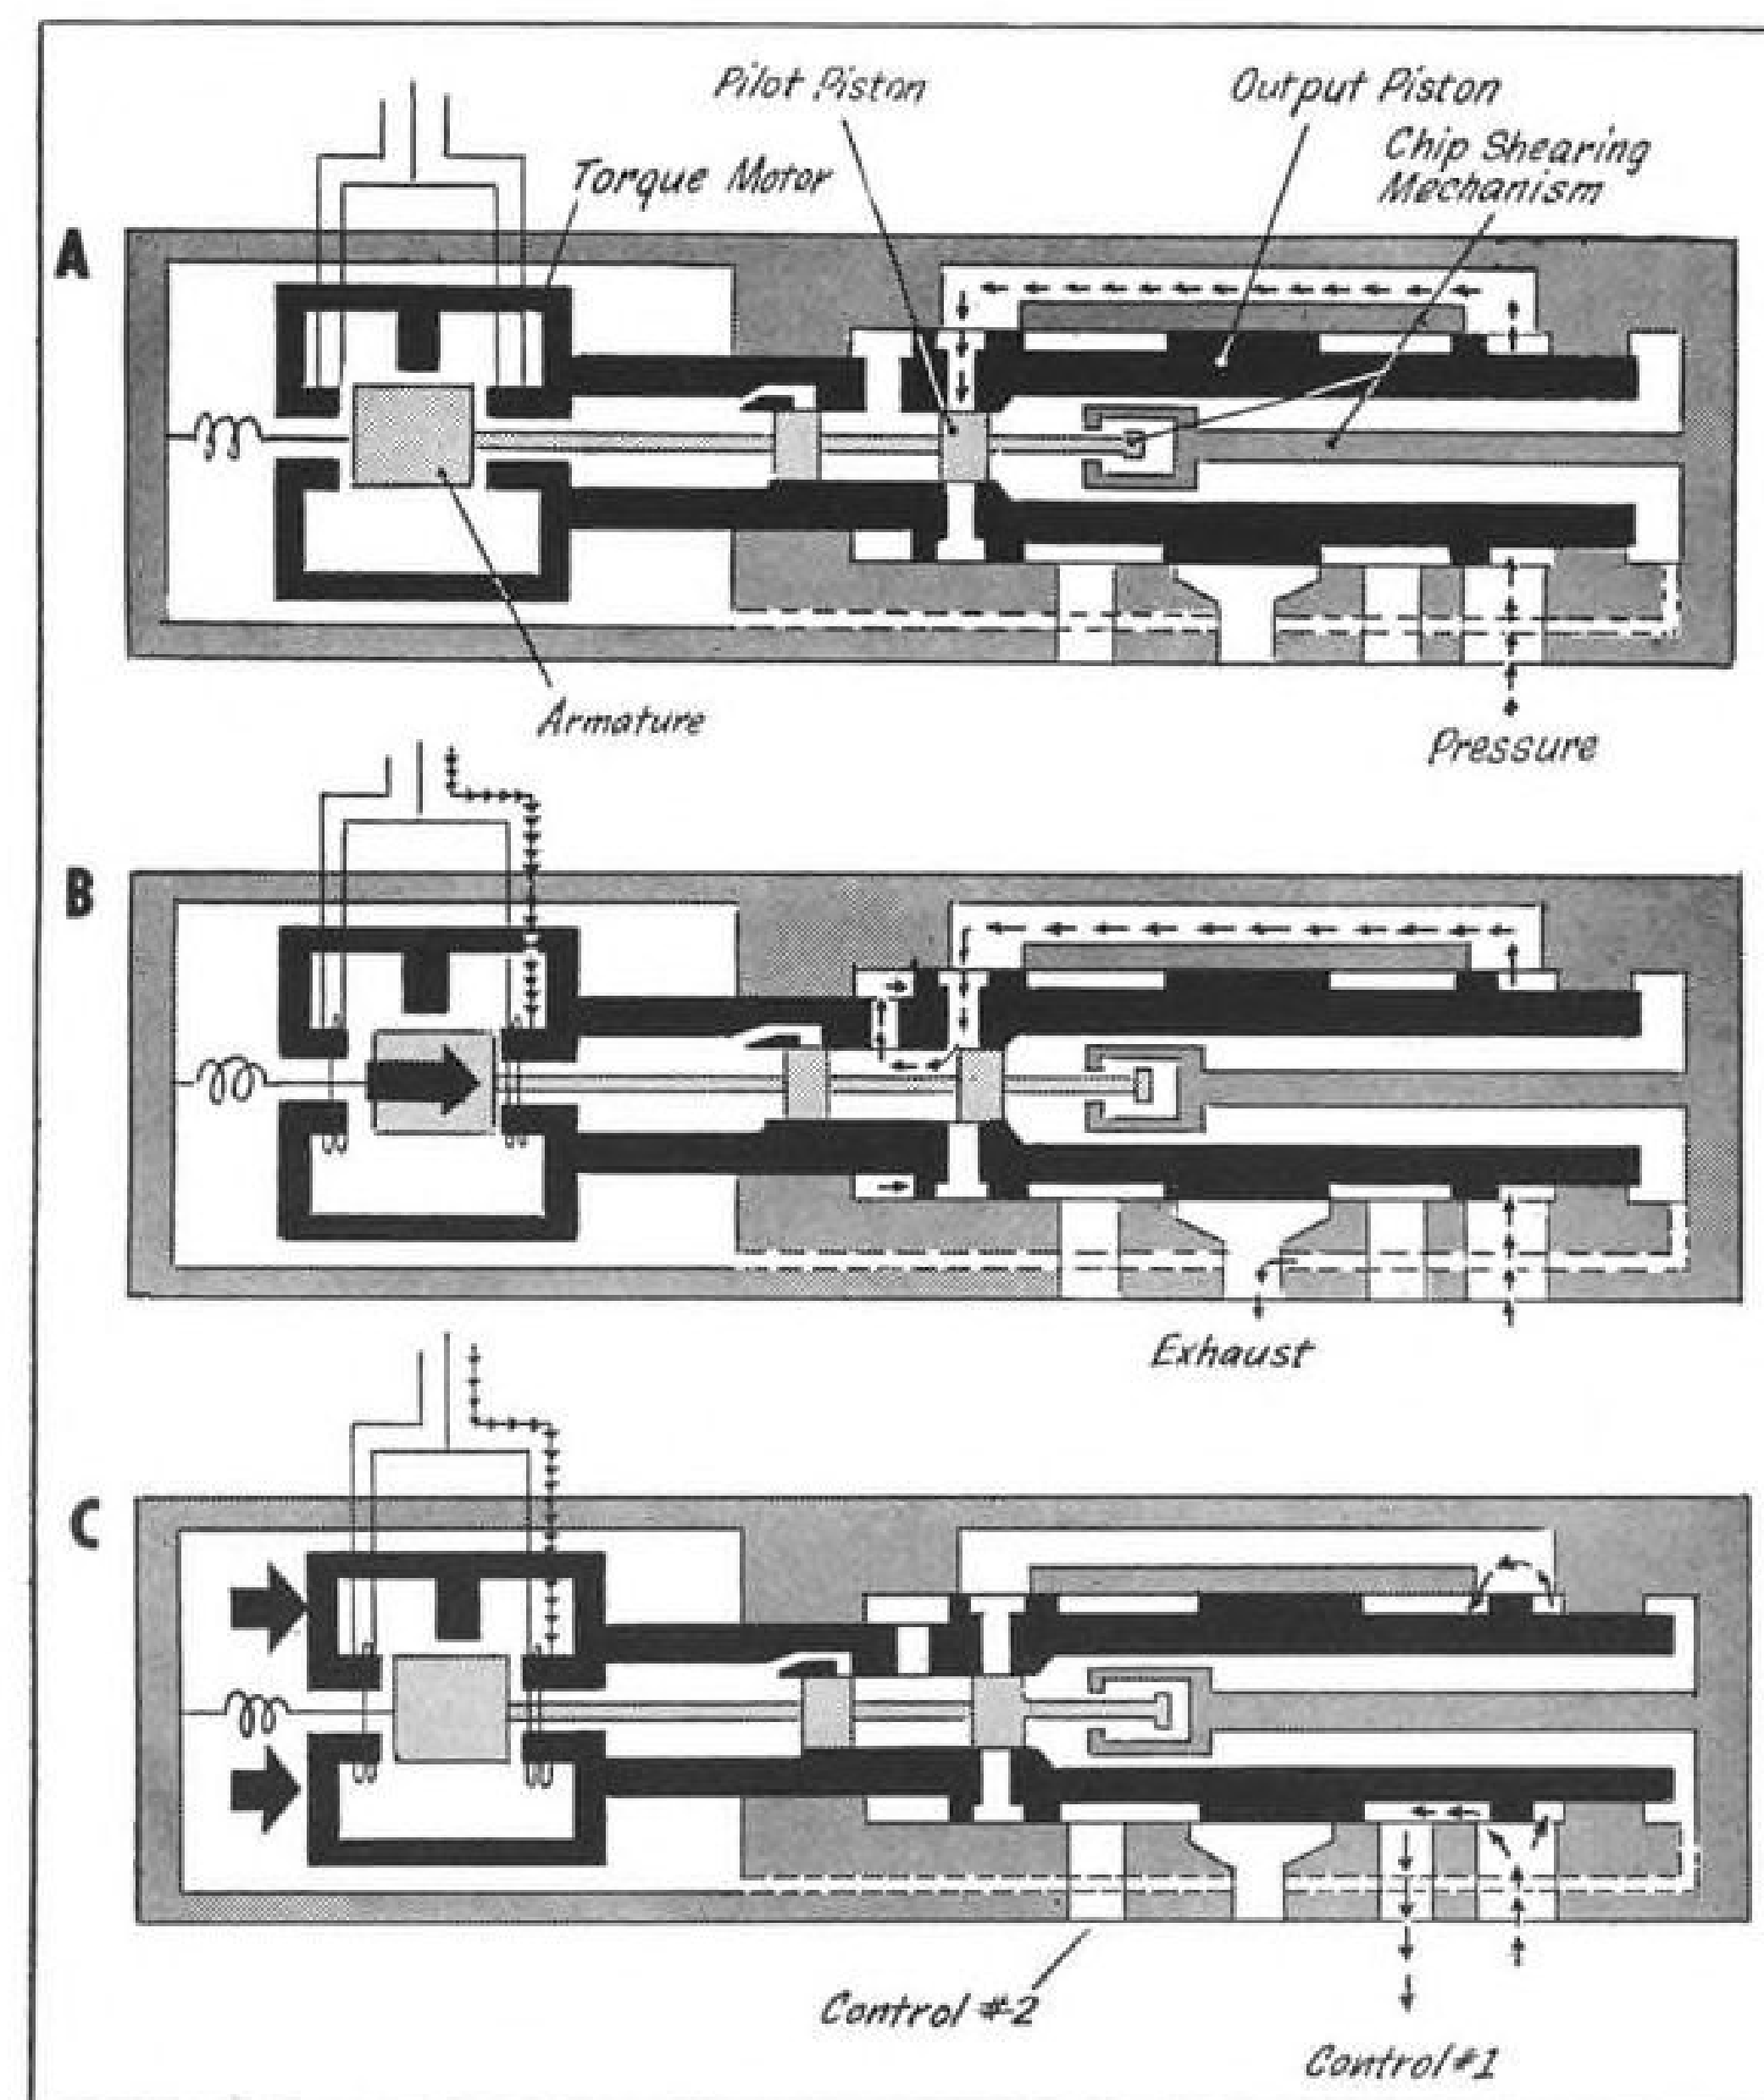 Pilot Piston
Output Piston
Chip Shearing
Mechanism
Torque Motor
A
Armature
Pressure
B
Exhaust
C
Control #2
Control #1